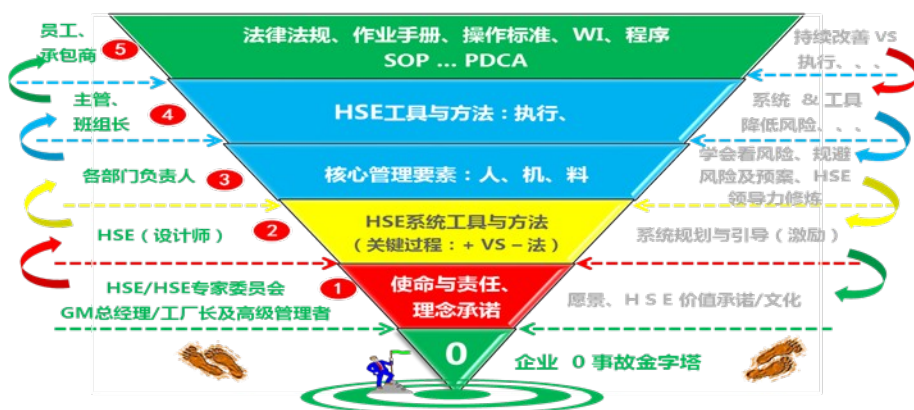 员工、
承包商
5
法律法规、作业手册、操作标准、WI、程序
SOP ... PDCA
持续改善 VS
执行、、、
主管、
班组长
4
HSE工具与方法：执行、
系统 & 工具
降低风险、、、
各部门负责人
3
核心管理要素：人、机、料
学会看风险、规避
风险及预案、HSE
领导力修炼
HSE（设计师）
2
HSE系统工具与方法
（关键过程：+ VS – 法）
系统规划与引导（激励）
HSE/HSE专家委员会
GM总经理/工厂长及高级管理者
1
使命与责任、
理念承诺
愿景、HSE价值承诺/文化
0
企业 0 事故金字塔